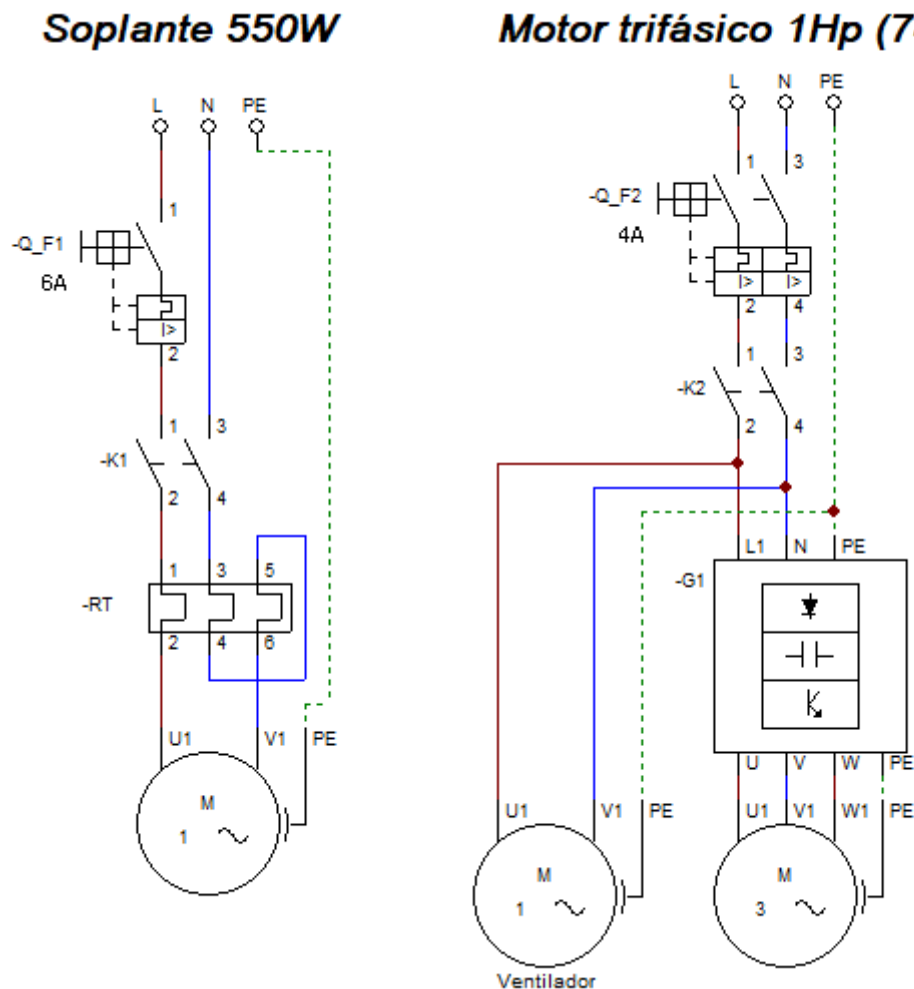 Soplante 550W
L N PE
1
-Q_F1
6A
I>
2
1 3
-K1
2 4
1 3 5
-RT
2 4 6
U1 V1 PE
M
1
Motor trifásico 1Hp (7
L N PE
1 3
-Q_F2
4A
I> I>
2 4
1 3
-K2
2 4
L1 N PE
-G1
U V W PE
U1 V1 PE
M
1
Ventilador
U1 V1 W1 PE
M
3